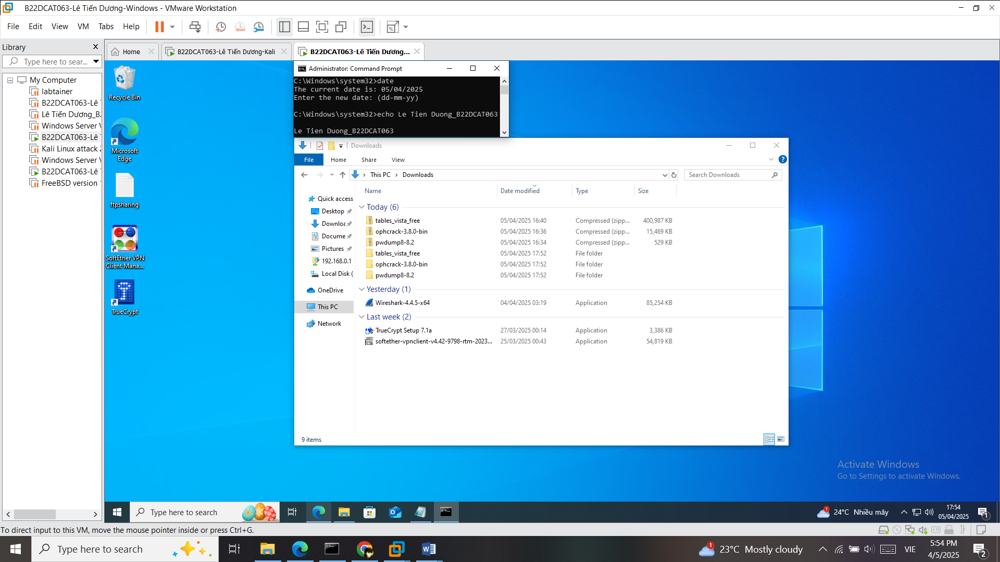 B22DCAT063-Lê Tiến Dương-Windows - VMware Workstation
File Edit View VM Tabs Help
Library
Type here to sear...
My Computer
labtainer
B22DCAT063-Lê
Lê Tiến Dương_B
Windows Server
B22DCAT063-Lê
Kali Linux attack
Windows Server
B22DCAT063-Lê
FreeBSD version
Home
B22DCAT063-Lê Tiến Dương-Kali
B22DCAT063-Lê Tiến Dương...
Recycle Bin
Microsoft
Edge
ftpsharing
SoftEther VPN
Client Mana...
TrueCrypt
Administrator: Command Prompt
C:\Windows\system32>date
The current date is: 05/04/2025
Enter the new date: (dd-mm-yy)
C:\Windows\system32>echo Le Tien Duong_B22DCAT063
Le Tien Duong_B22DCAT063
Downloads
File Home Share View
This PC > Downloads
Search Downloads
Quick access
Desktop
Downloa
Docume
Pictures
192.168.0.1
Local Disk (
OneDrive
This PC
Network
Name Date modified Type Size
Today (6)
tables_vista_free 05/04/2025 16:40 Compressed (zipp... 400,987 KB
ophcrack-3.8.0-bin 05/04/2025 16:36 Compressed (zipp... 15,469 KB
pwdump8-8.2 05/04/2025 16:34 Compressed (zipp... 529 KB
tables_vista_free 05/04/2025 17:52 File folder
ophcrack-3.8.0-bin 05/04/2025 17:52 File folder
pwdump8-8.2 05/04/2025 17:52 File folder
Yesterday (1)
Wireshark-4.4.5-x64 04/04/2025 03:19 Application 85,254 KB
Last week (2)
TrueCrypt Setup 7.1a 27/03/2025 00:14 Application 3,386 KB
softether-vpnclient-v4.42-9798-rtm-2023... 25/03/2025 00:43 Application 54,819 KB
9 items
Activate Windows
Go to Settings to activate Windows.
Type here to search
24°C Nhiều mây
17:54
05/04/2025
1
To direct input to this VM, move the mouse pointer inside or press Ctrl+G.
Type here to search
23°C Mostly cloudy
VIE
5:54 PM
4/5/2025
2